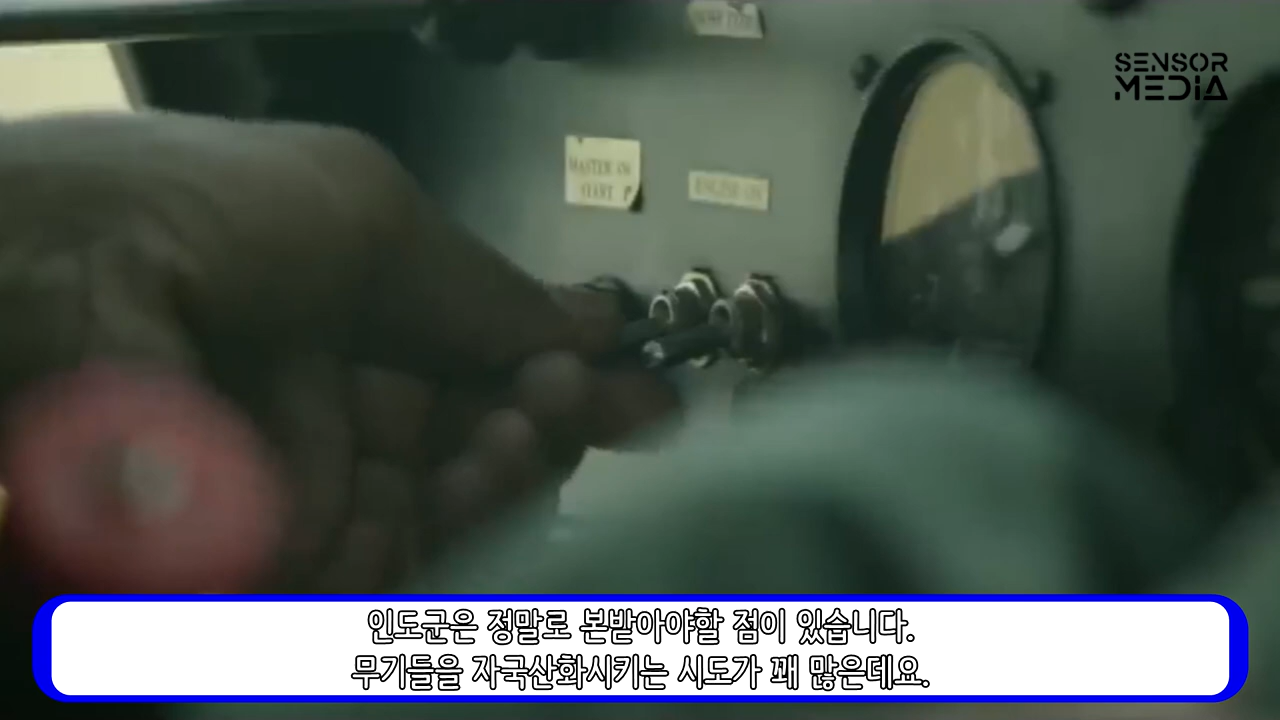 SENSOR
MEDIA
MASTER ON
START P
ENGINE ON
인도군은 정말로 본받아야할 점이 있습니다.
무기들을 자국산화시키는 시도가 꽤 많은데요.